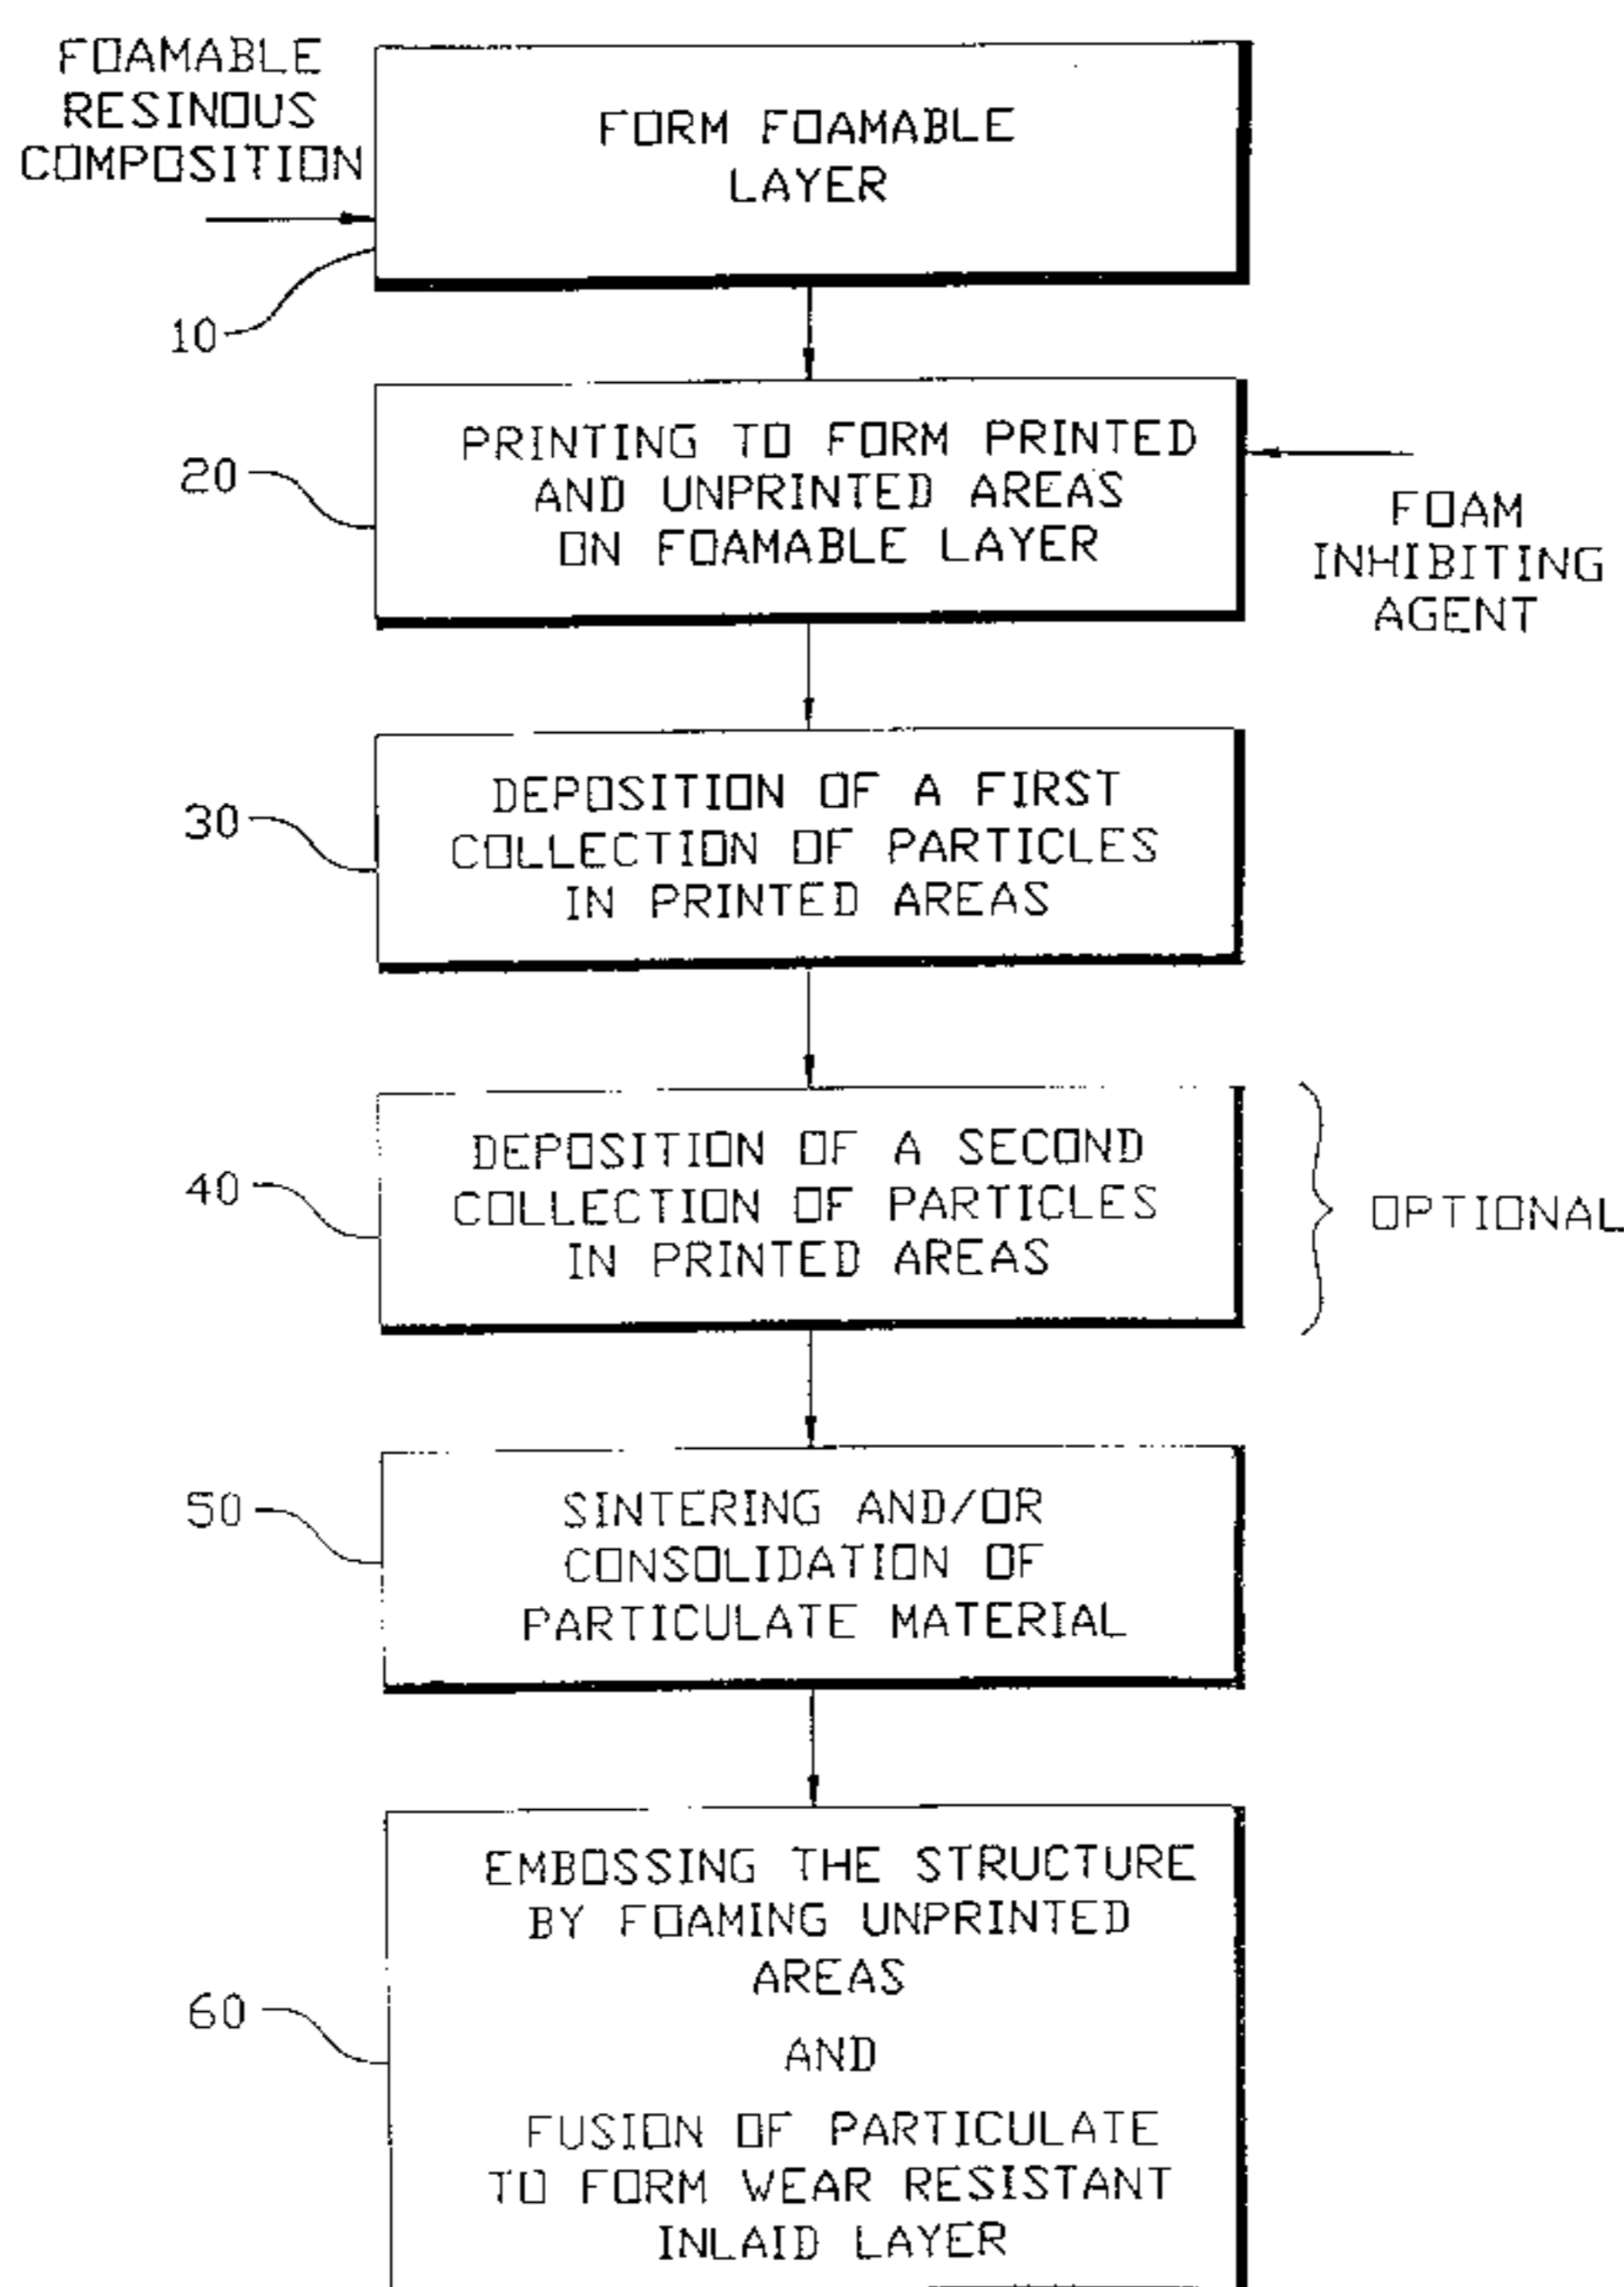 FOAMABLE
RESINOUS
COMPOSITION
FORM FOAMABLE
LAYER
10
PRINTING TO FORM PRINTED
AND UNPRINTED AREAS
ON FOAMABLE LAYER
20
FOAM
INHIBITING
AGENT
DEPOSITION OF A FIRST
COLLECTION OF PARTICLES
IN PRINTED AREAS
30
DEPOSITION OF A SECOND
COLLECTION OF PARTICLES
IN PRINTED AREAS
40
OPTIONAL
SINTERING AND/OR
CONSOLIDATION OF
PARTICULATE MATERIAL
50
EMBOSSING THE STRUCTURE
BY FOAMING UNPRINTED
AREAS
AND
FUSION OF PARTICULATE
TO FORM WEAR RESISTANT
INLAID LAYER
60